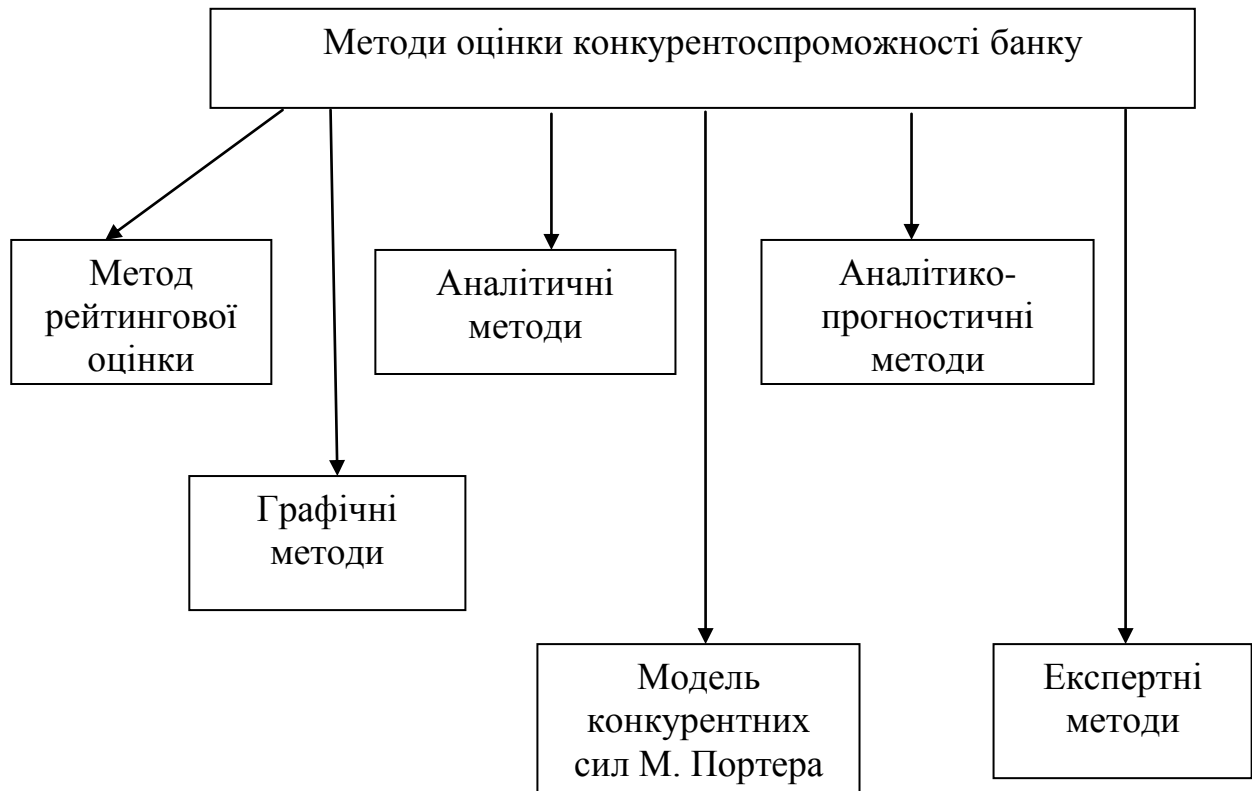 Методи оцінки конкурентоспроможності банку
Метод
рейтингової
оцінки
Аналітичні
методи
Аналітико-
прогностичні
методи
Графічні
методи
Модель
конкурентних
сил М. Портера
Експертні
методи